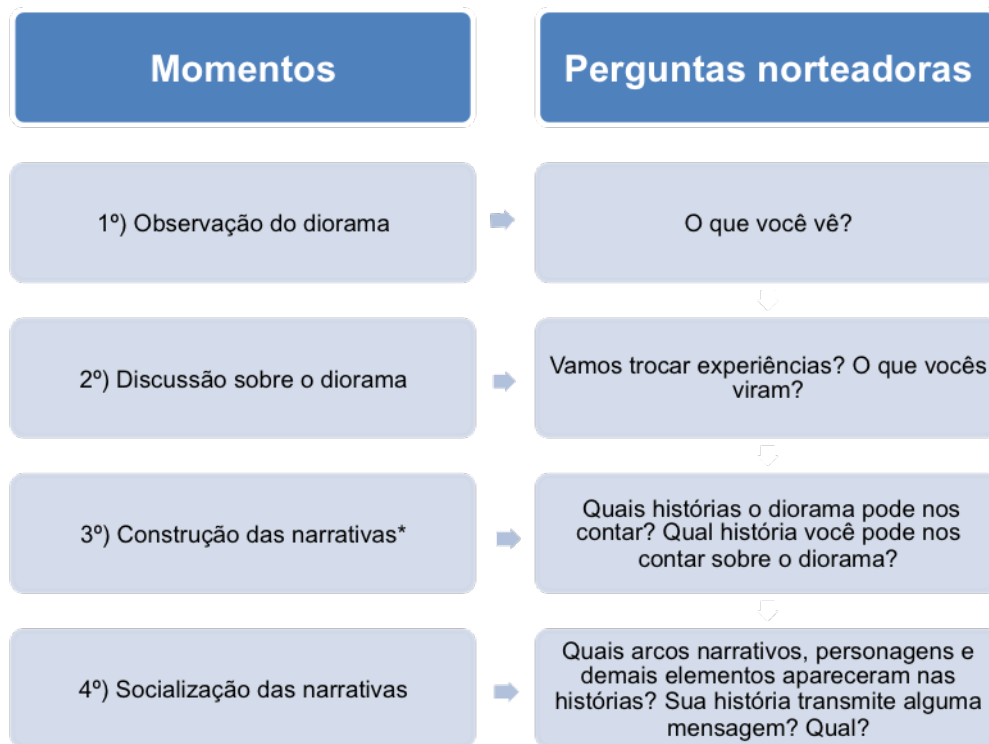 Momentos
Perguntas norteadoras
1º) Observação do diorama
O que você vê?
2º) Discussão sobre o diorama
Vamos trocar experiências? O que vocês
viram?
3º) Construção das narrativas*
Quais histórias o diorama pode nos
contar? Qual história você pode nos
contar sobre o diorama?
4º) Socialização das narrativas
Quais arcos narrativos, personagens e
demais elementos apareceram nas
histórias? Sua história transmite alguma
mensagem? Qual?